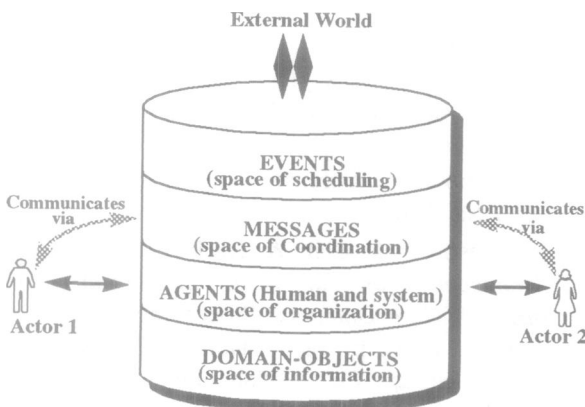 External World
EVENTS
(space of scheduling)
Communicates
via
MESSAGES
(space of Coordination)
Communicates
via
AGENTS (Human and system)
(space of organization)
Actor 1
Actor 2
DOMAIN-OBJECTS
(space of information)